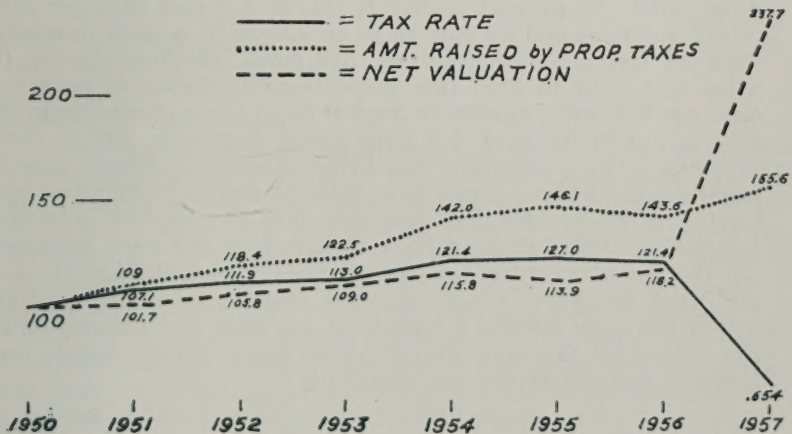 = TAX RATE
= AMT. RAISED by PROP. TAXES
= NET VALUATION
237.7
200
150
142.0 146.1 143.6 155.6
109 118.4 122.5
107.1 111.9 113.0 121.4 127.0 121.4
100 101.7 105.8 109.0 115.8 113.9 118.2
.654
1950 1951 1952 1953 1954 1955 1956 1957